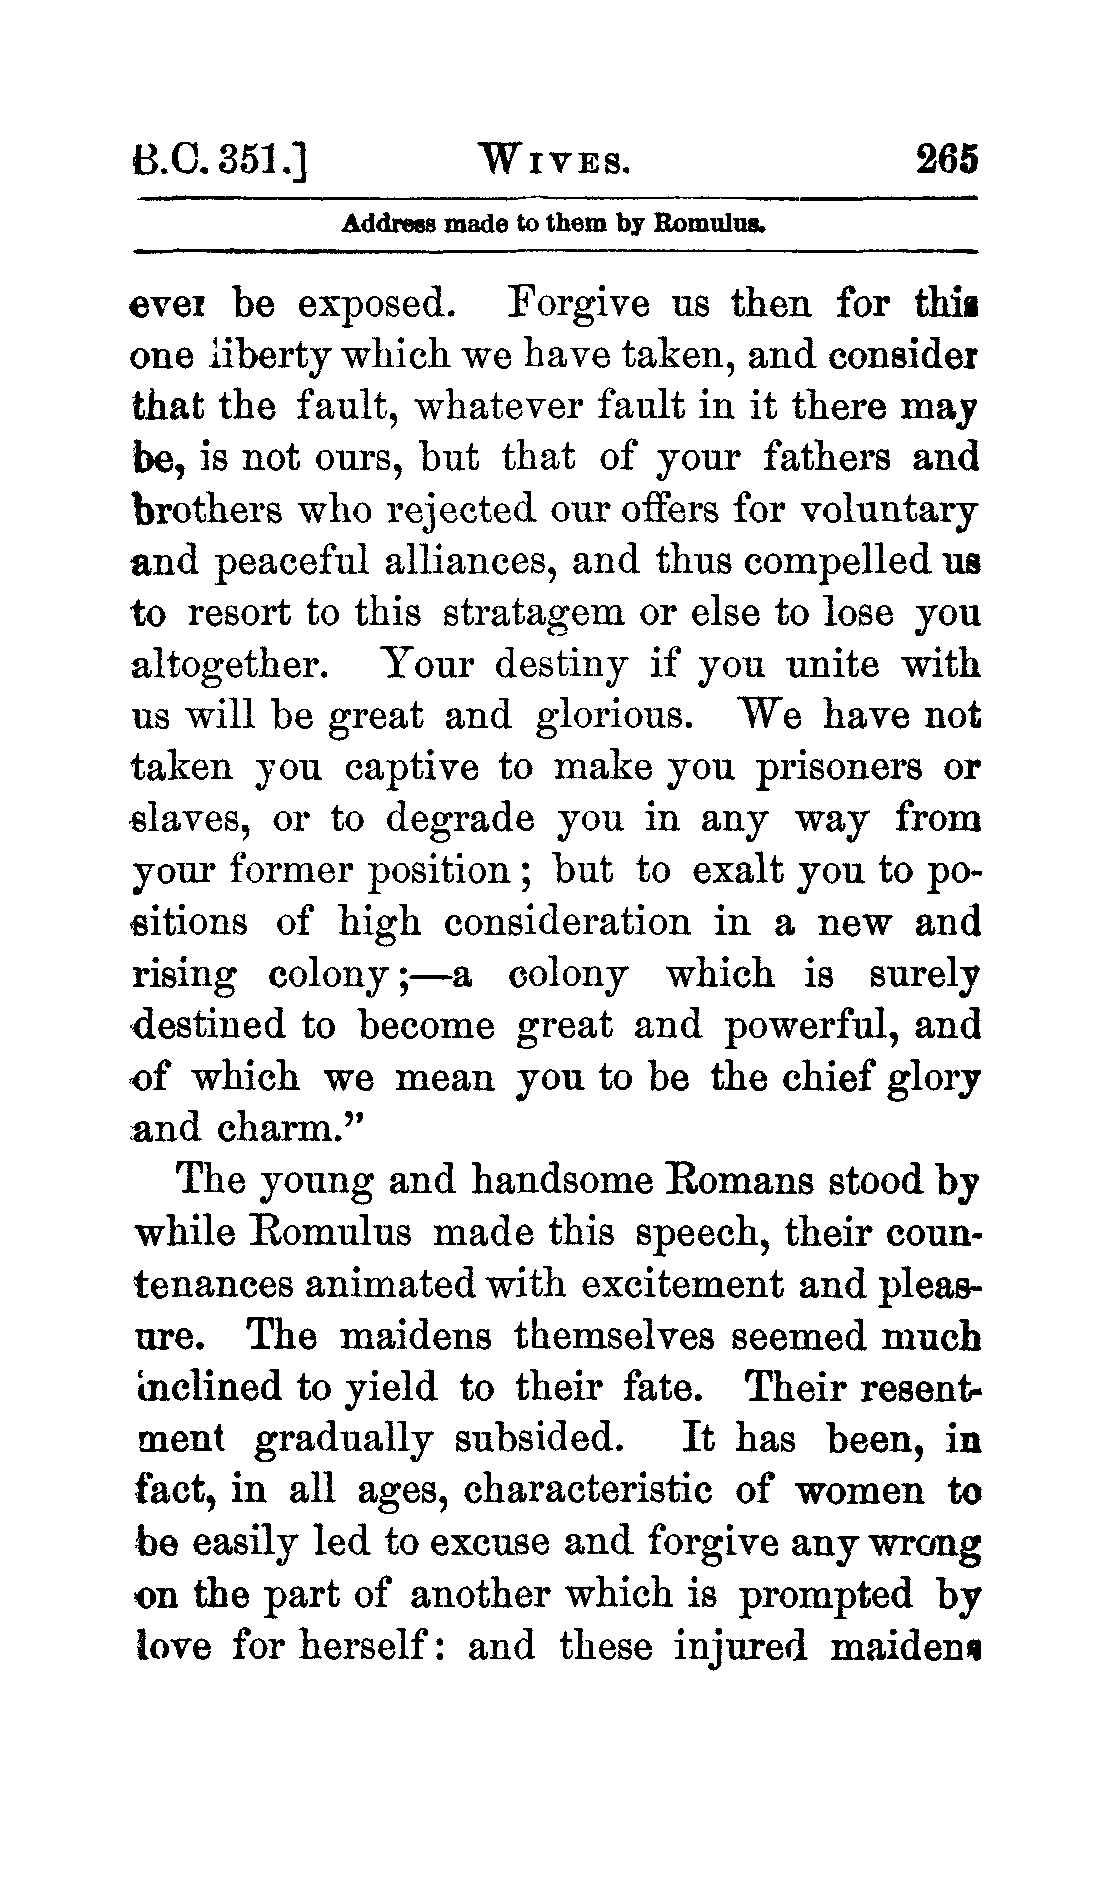 B.C. 351.] WIVES. 265
Address made to them by Romulus.
ever be exposed. Forgive us then for this
one liberty which we have taken, and consider
that the fault, whatever fault in it there may
be, is not ours, but that of your fathers and
brothers who rejected our offers for voluntary
and peaceful alliances, and thus compelled us
to resort to this stratagem or else to lose you
altogether. Your destiny if you unite with
us will be great and glorious. We have not
taken you captive to make you prisoners or
slaves, or to degrade you in any way from
your former position; but to exalt you to po-
sitions of high consideration in a new and
rising colony;—a colony which is surely
destined to become great and powerful, and
of which we mean you to be the chief glory
and charm.”
The young and handsome Romans stood by
while Romulus made this speech, their coun-
tenances animated with excitement and pleas-
ure. The maidens themselves seemed much
inclined to yield to their fate. Their resent-
ment gradually subsided. It has been, in
fact, in all ages, characteristic of women to
be easily led to excuse and forgive any wrong
on the part of another which is prompted by
love for herself: and these injured maidens